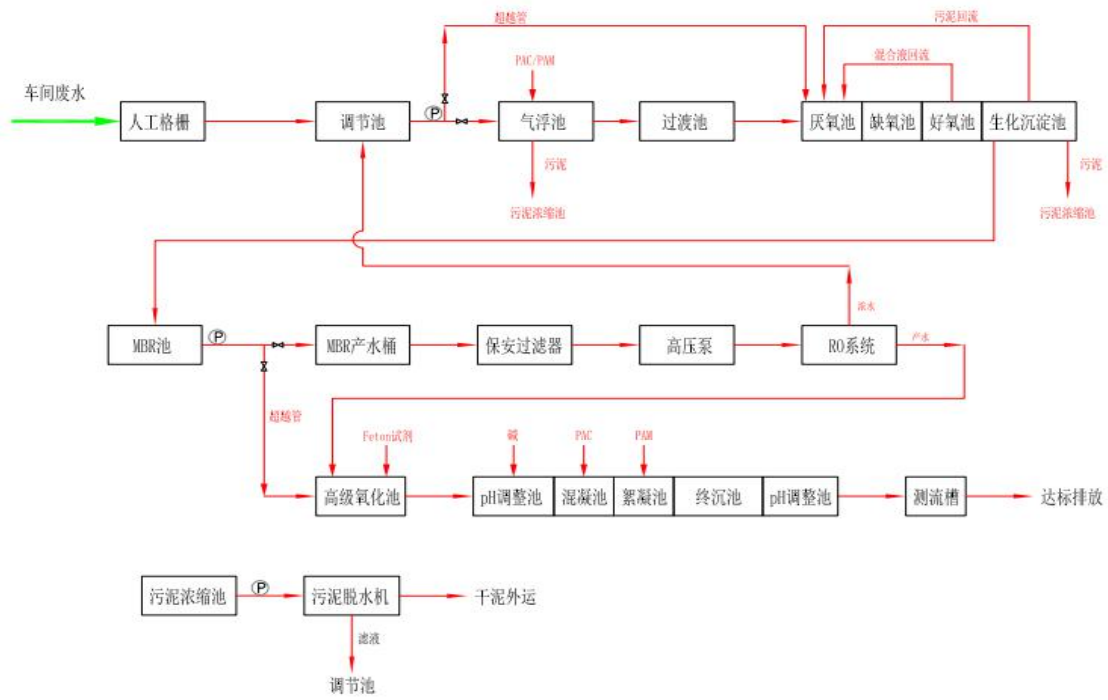 超越管
污泥回流
PAC/PAM
混合液回流
车间废水
人工格栅
调节池
P
气浮池
过渡池
厌氧池
缺氧池
好氧池
生化沉淀池
污泥
污泥
污泥浓缩池
污泥浓缩池
浓水
MBR池
P
MBR产水桶
保安过滤器
高压泵
RO系统
产水
超越管
Feton试剂
碱
PAC
PAM
高级氧化池
pH调整池
混凝池
絮凝池
终沉池
pH调整池
测流槽
达标排放
污泥浓缩池
P
污泥脱水机
干泥外运
滤液
调节池